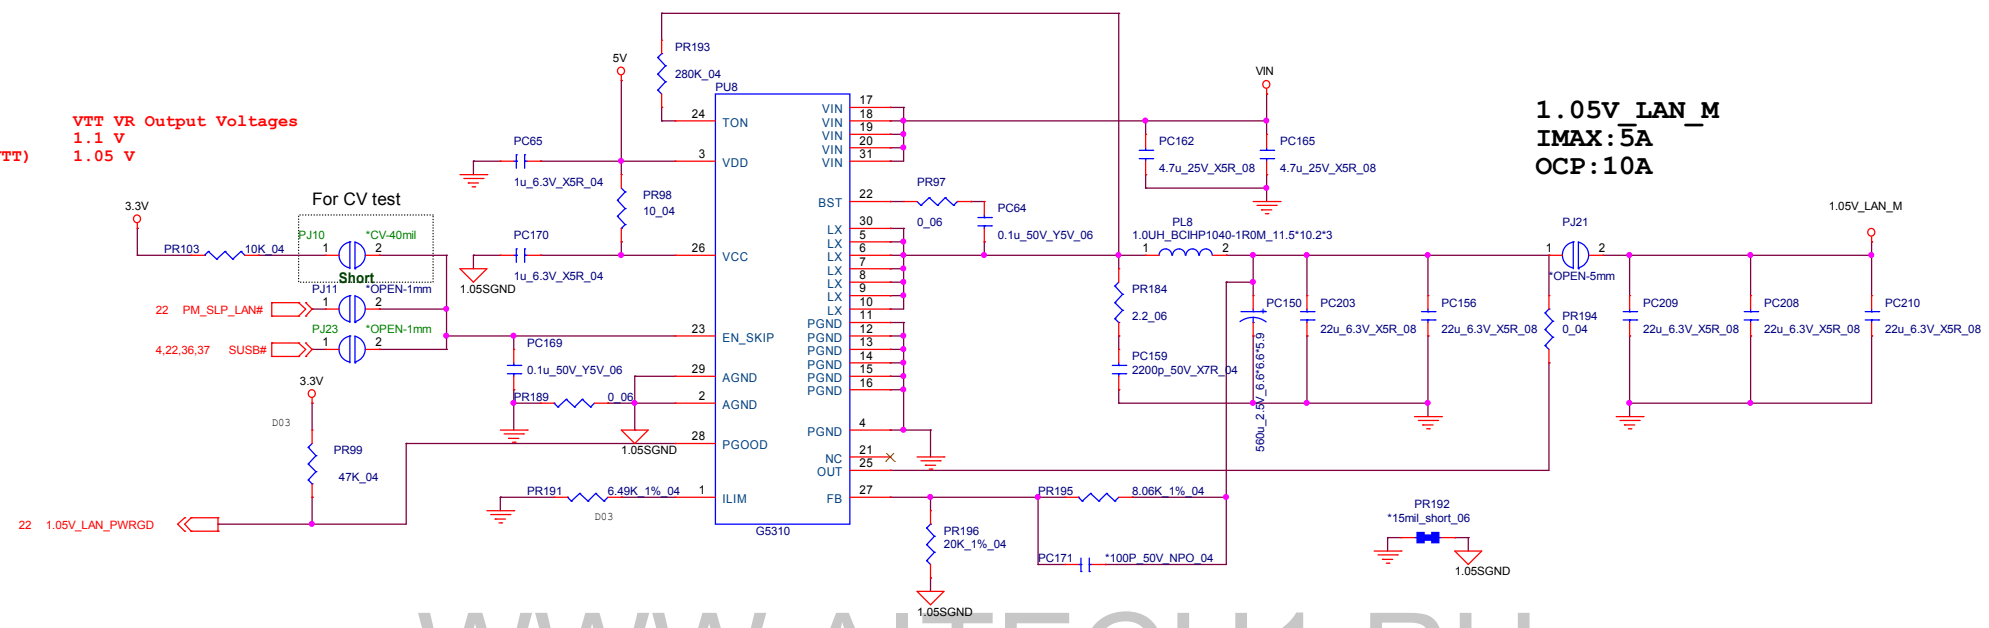 VTT VR Output Voltages
1.1 V
TT) 1.05 V
1.05V_LAN_M
IMAX:5A
OCP:10A
PR193
280K_04
5V
PU8
24
TON
PC65
1u_6.3V_X5R_04
3
VDD
PR98
10_04
PC170
1u_6.3V_X5R_04
1.05SGND
26
VCC
For CV test
3.3V
PR103
10K_04
PJ10
*CV-40mil
1
2
Short
PJ11
*OPEN-1mm
22 PM_SLP_LAN#
1
2
PJ23
*OPEN-1mm
4,22,36,37 SUSB#
1
2
23
EN_SKIP
PC169
0.1u_50V_Y5V_06
29
AGND
PR189
0_06
2
AGND
1.05SGND
3.3V
D03
PR99
47K_04
28
PGOOD
22 1.05V_LAN_PWRGD
PR191
6.49K_1%_04
D03
1
ILIM
G5310
17
VIN
18
VIN
19
VIN
20
VIN
31
VIN
22
BST
30
LX
5
LX
6
LX
7
LX
8
LX
9
LX
10
LX
11
PGND
12
PGND
13
PGND
14
PGND
15
PGND
16
PGND
4
PGND
21
NC
25
OUT
27
FB
PR97
0_06
PC64
0.1u_50V_Y5V_06
VIN
PC162
4.7u_25V_X5R_08
PC165
4.7u_25V_X5R_08
PL8
1.0UH_BCIHP1040-1R0M_11.5*10.2*3
1
2
PR184
2.2_06
PC159
2200p_50V_X7R_04
PC150
560u_2.5V_6.6*6.6*5.9
PC203
22u_6.3V_X5R_08
PC156
22u_6.3V_X5R_08
PJ21
1
2
*OPEN-5mm
PR194
0_04
1.05V_LAN_M
PC209
22u_6.3V_X5R_08
PC208
22u_6.3V_X5R_08
PC210
22u_6.3V_X5R_08
PR195
8.06K_1%_04
PR196
20K_1%_04
PC171
*100P_50V_NPO_04
1.05SGND
PR192
*15mil_short_06
1.05SGND